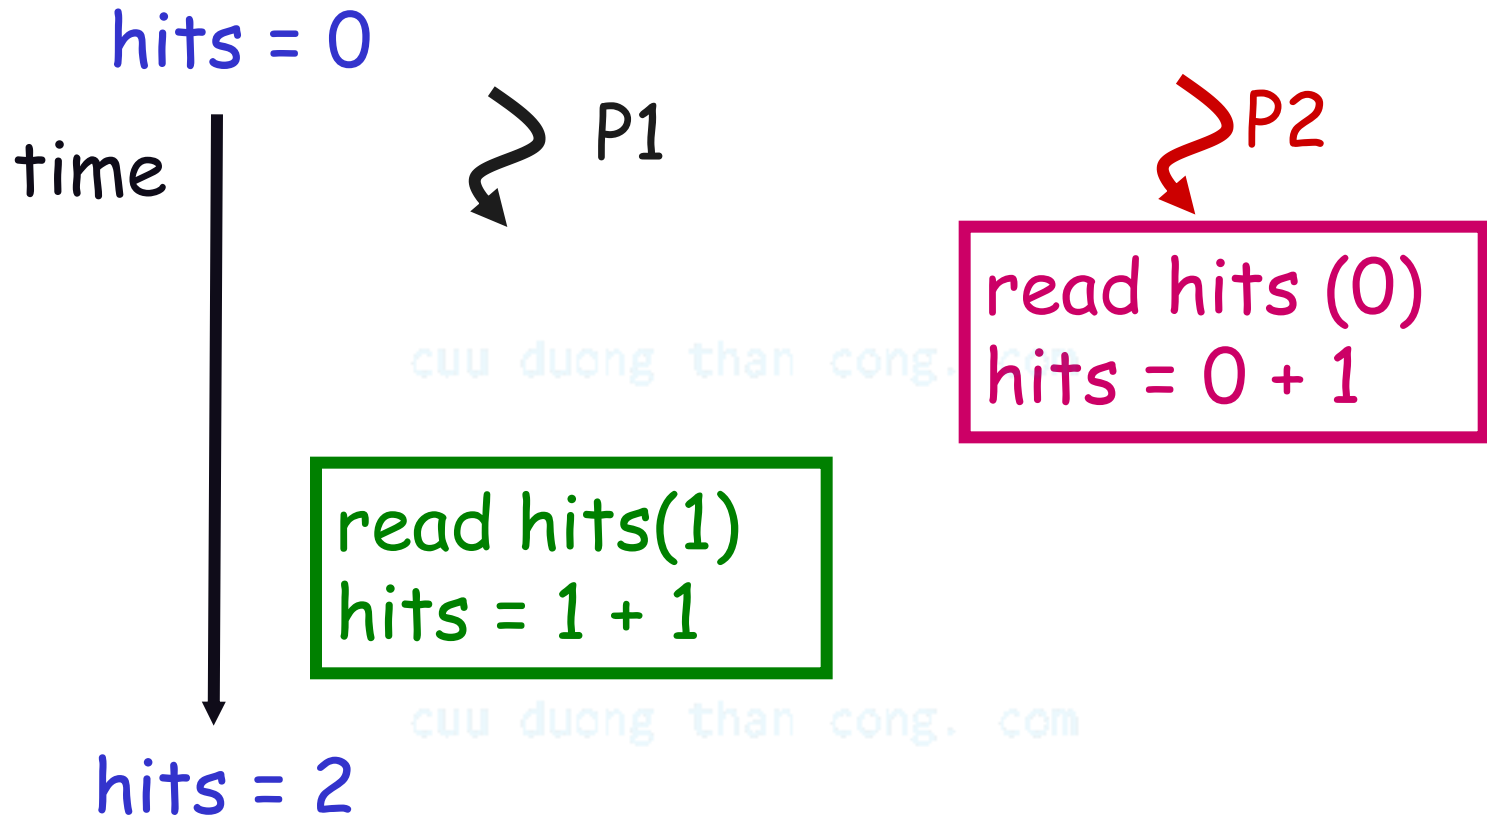 hits = 0
P1
P2
time
read hits (0)
hits = 0 + 1
cuu duong than cong. com
read hits(1)
hits = 1 + 1
cuu duong than cong. com
hits = 2